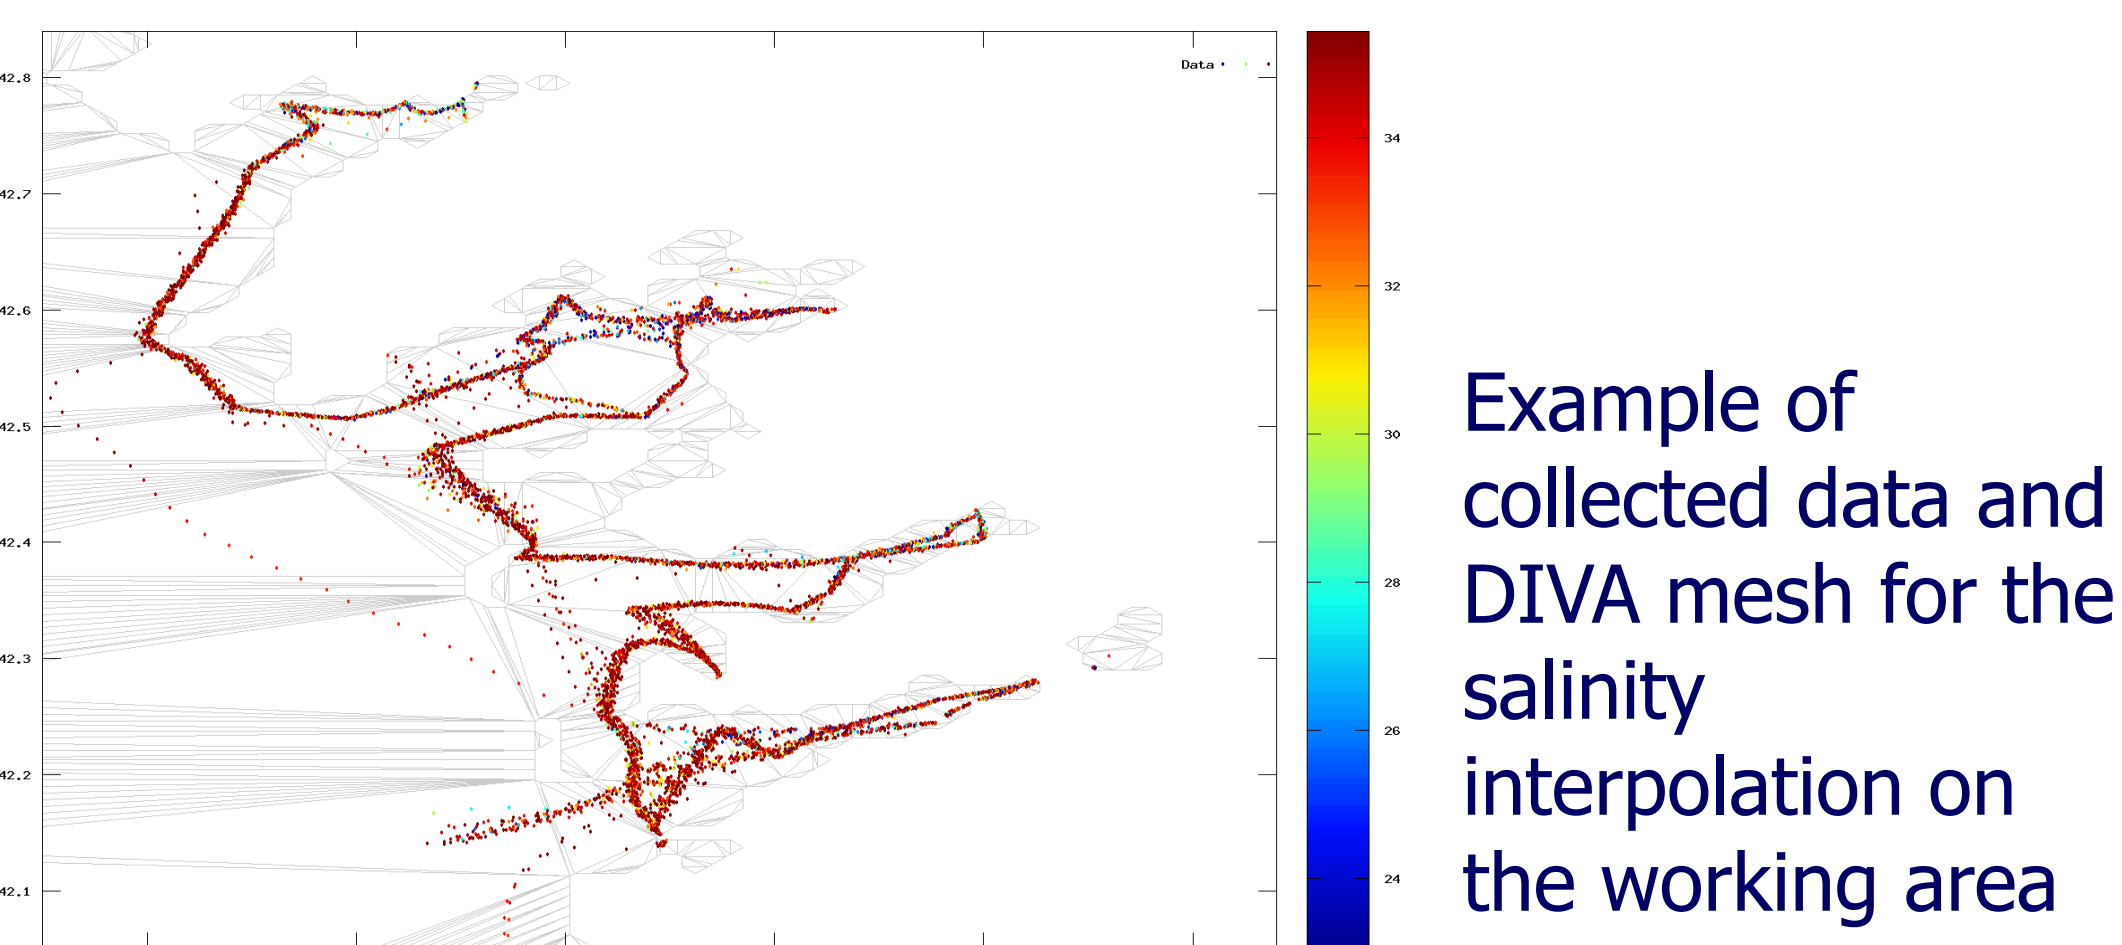 Data
42.8
42.7
42.6
42.5
42.4
42.3
42.2
42.1
34
32
30
28
26
24
Example of
collected data and
DIVA mesh for the
salinity
interpolation on
the working area